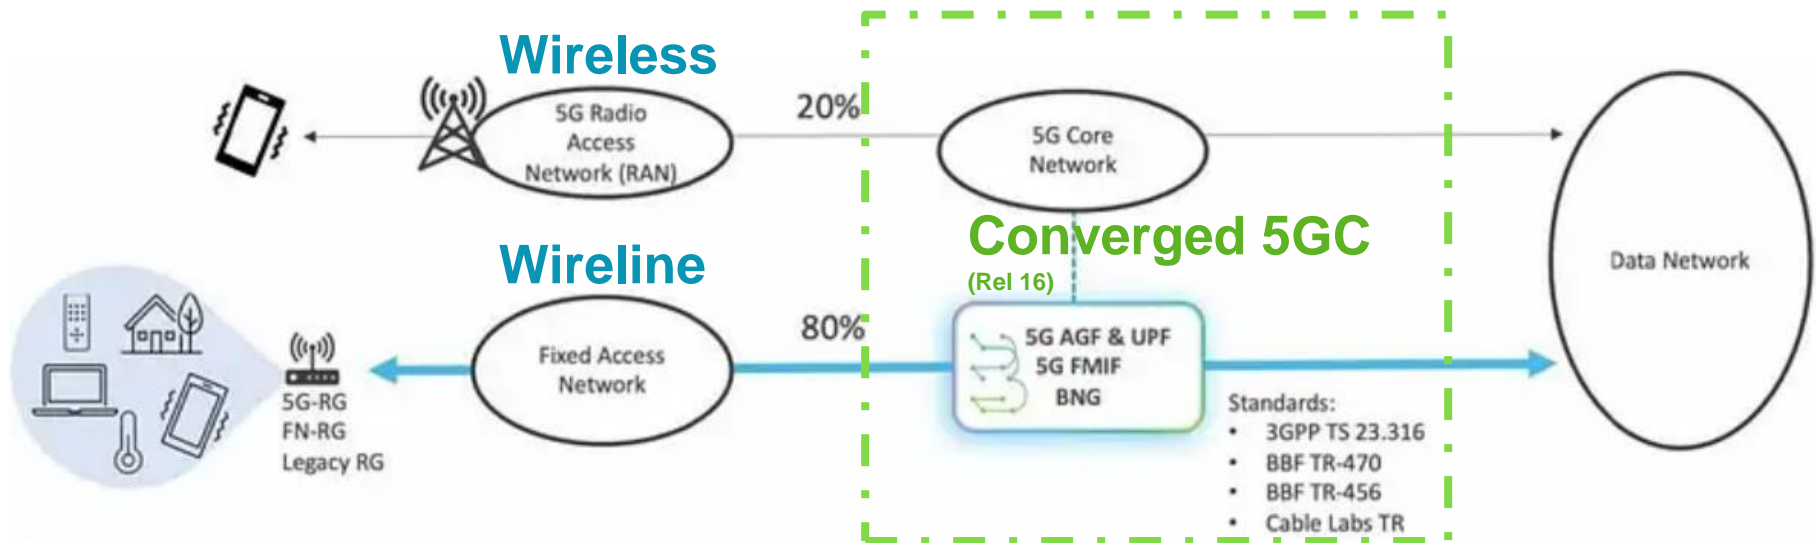 Wireless
5G Radio
Access
Network (RAN)
20%
5G Core
Network
Converged 5GC
(Rel 16)
Wireline
Fixed Access
Network
80%
5G AGF & UPF
5G FMIF
BNG
5G-RG
FN-RG
Legacy RG
Data Network
Standards:
• 3GPP TS 23.316
• BBF TR-470
• BBF TR-456
• Cable Labs TR